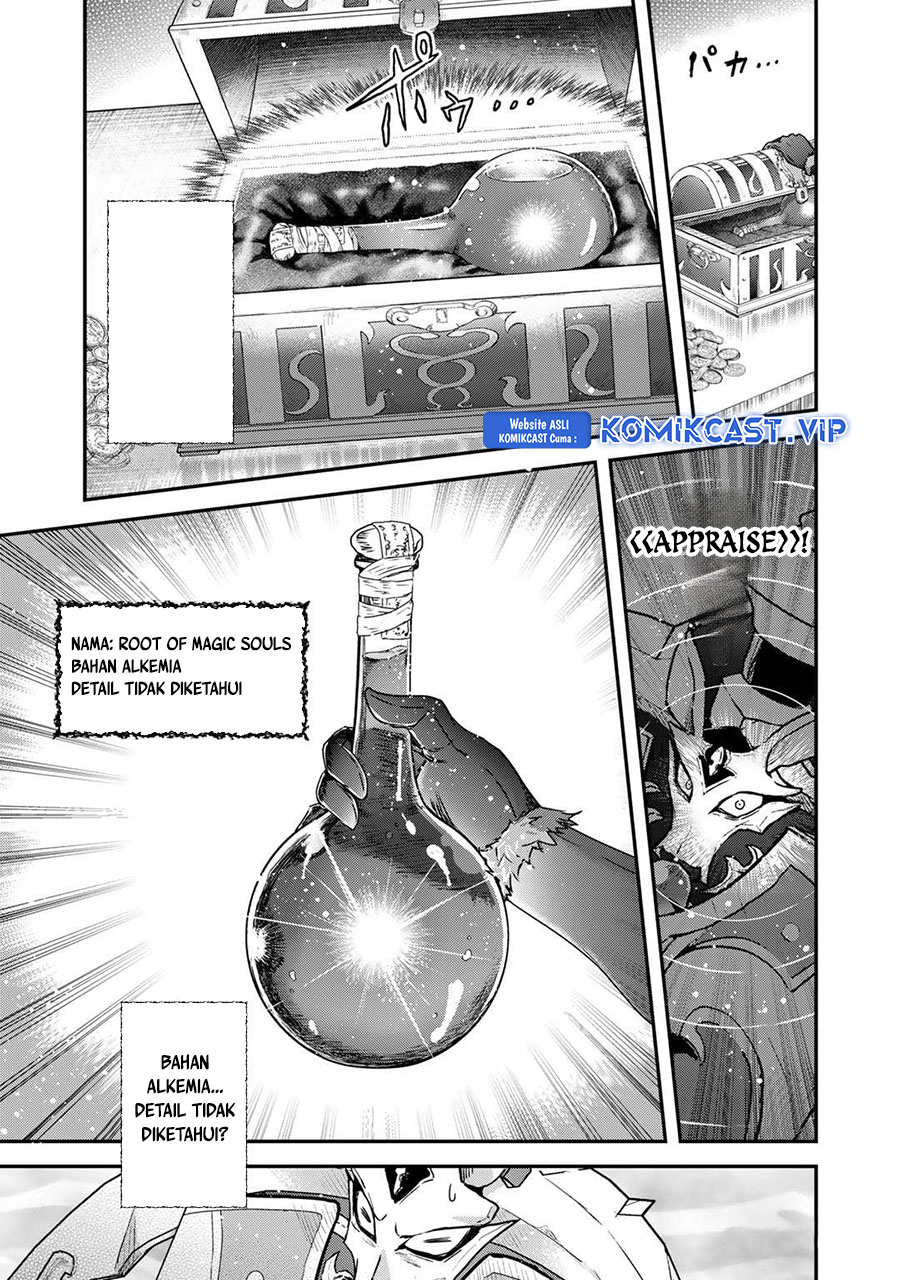 パカ…
ポゥ…
Website ASLI
KOMIKCAST Cuma :
KOMIKCAST.VIP
《APPRAISE》!
NAMA: ROOT OF MAGIC SOULS
BAHAN ALKEMIA
DETAIL TIDAK DIKETAHUI
BAHAN
ALKEMIA...
DETAIL TIDAK
DIKETAHUI?